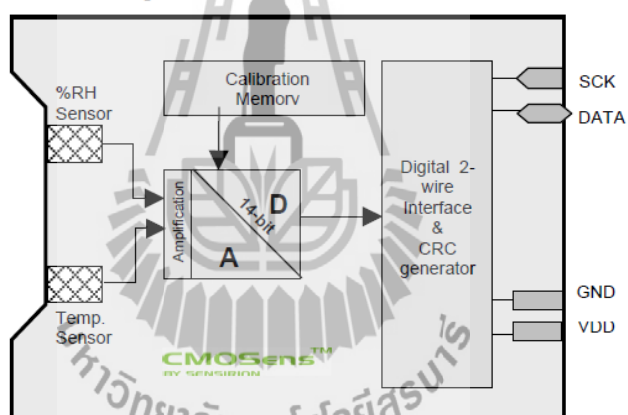 %RH
Sensor
Calibration
Memory
SCK
DATA
Amplification
14-bit
D
A
Digital 2-
wire
Interface
&
CRC
generator
GND
VDD
Temp.
Sensor
CMOSens™
BY SENSIRION